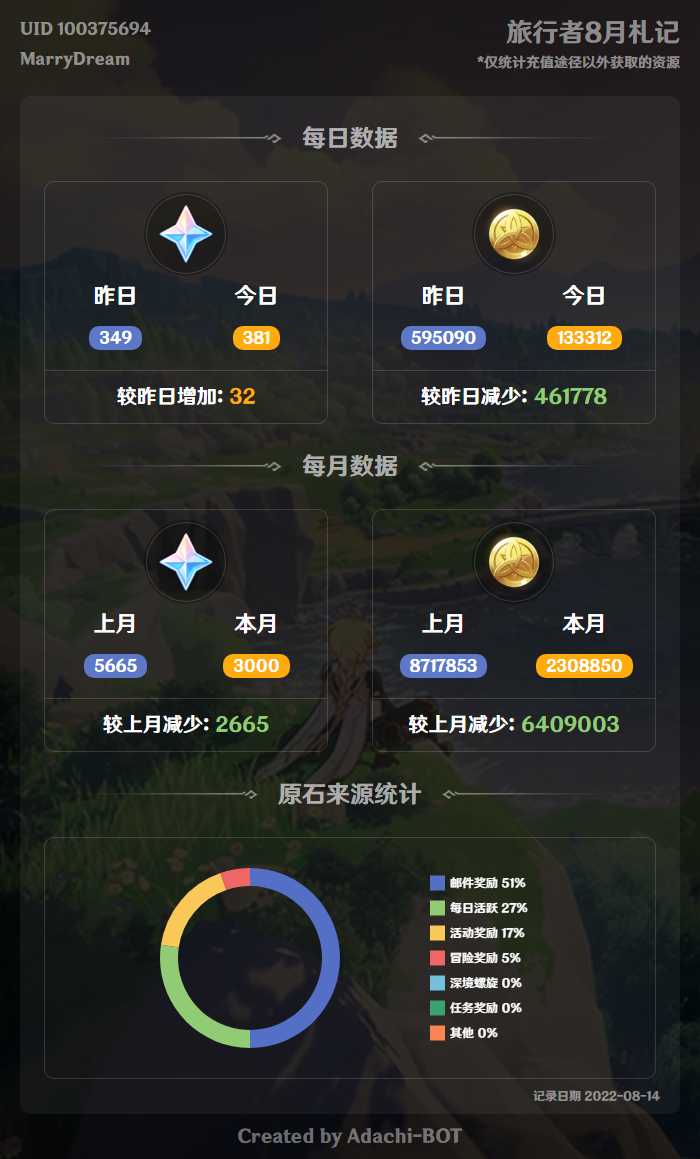 UID 100375694
MarryDream
旅行者8月札记
*仅统计充值途径以外获取的资源
每日数据
昨日 今日
349 381
较昨日增加: 32
昨日 今日
595090 133312
较昨日减少: 461778
每月数据
上月 本月
5665 3000
较上月减少: 2665
上月 本月
8717853 2308850
较上月减少: 6409003
原石来源统计
邮件奖励 51%
每日活跃 27%
活动奖励 17%
冒险奖励 5%
深境螺旋 0%
任务奖励 0%
其他 0%
记录日期 2022-08-14
Created by Adachi-BOT